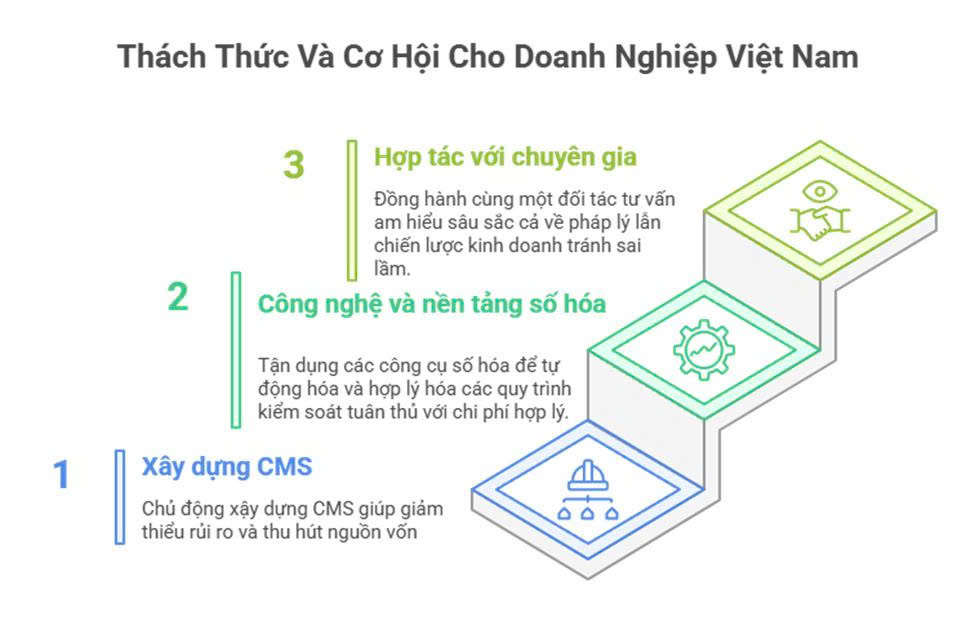 Thách Thức Và Cơ Hội Cho Doanh Nghiệp Việt Nam
3
Hợp tác với chuyên gia
Đồng hành cùng một đối tác tư vấn
am hiểu sâu sắc cả về pháp lý lẫn
chiến lược kinh doanh tránh sai
lầm.
2
Công nghệ và nền tảng số hóa
Tận dụng các công cụ số hóa để tự
động hóa và hợp lý hóa các quy trình
kiểm soát tuân thủ với chi phí hợp lý.
1
Xây dựng CMS
Chủ động xậy dựng CMS giúp giảm
thiểu rủi ro và thu hút nguồn vốn